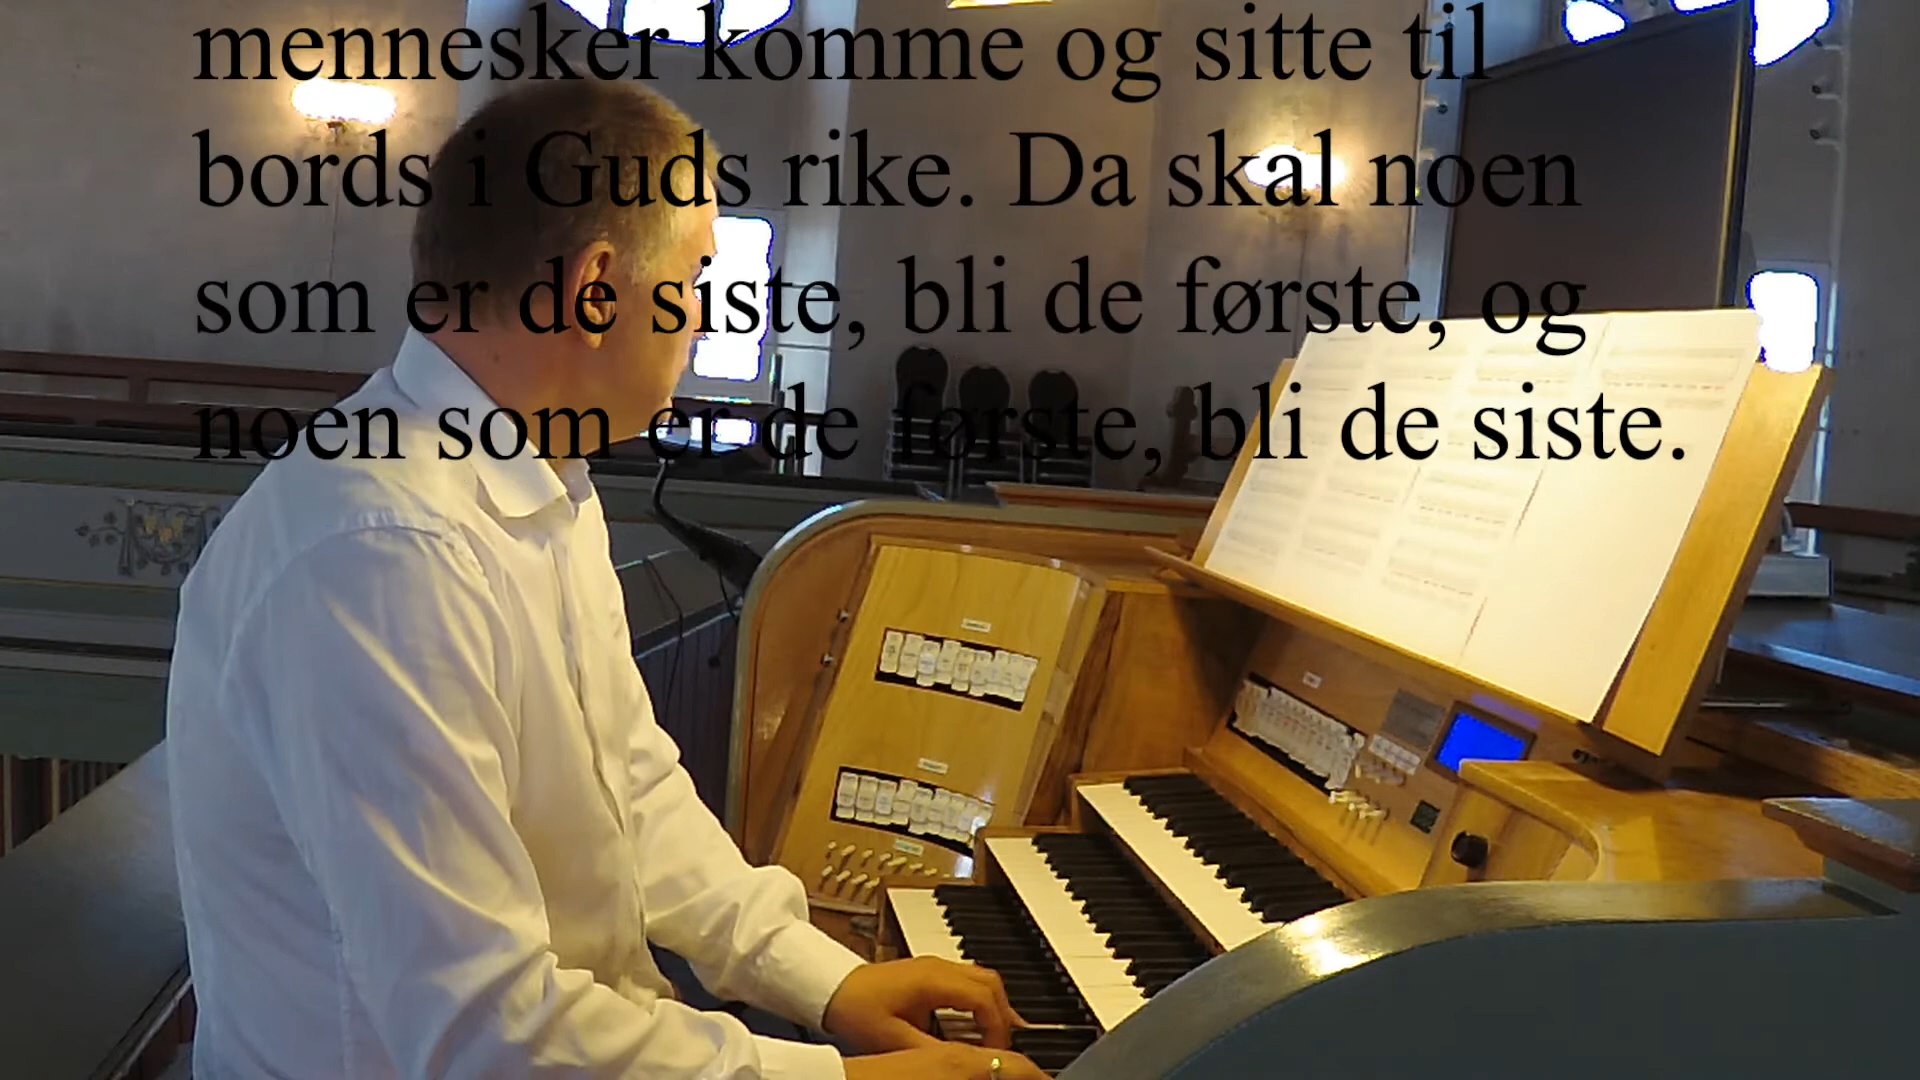 mennesker komme og sitte til
bords i Guds rike. Da skal noen
som er de siste, bli de første, og
noen som er de første, bli de siste.